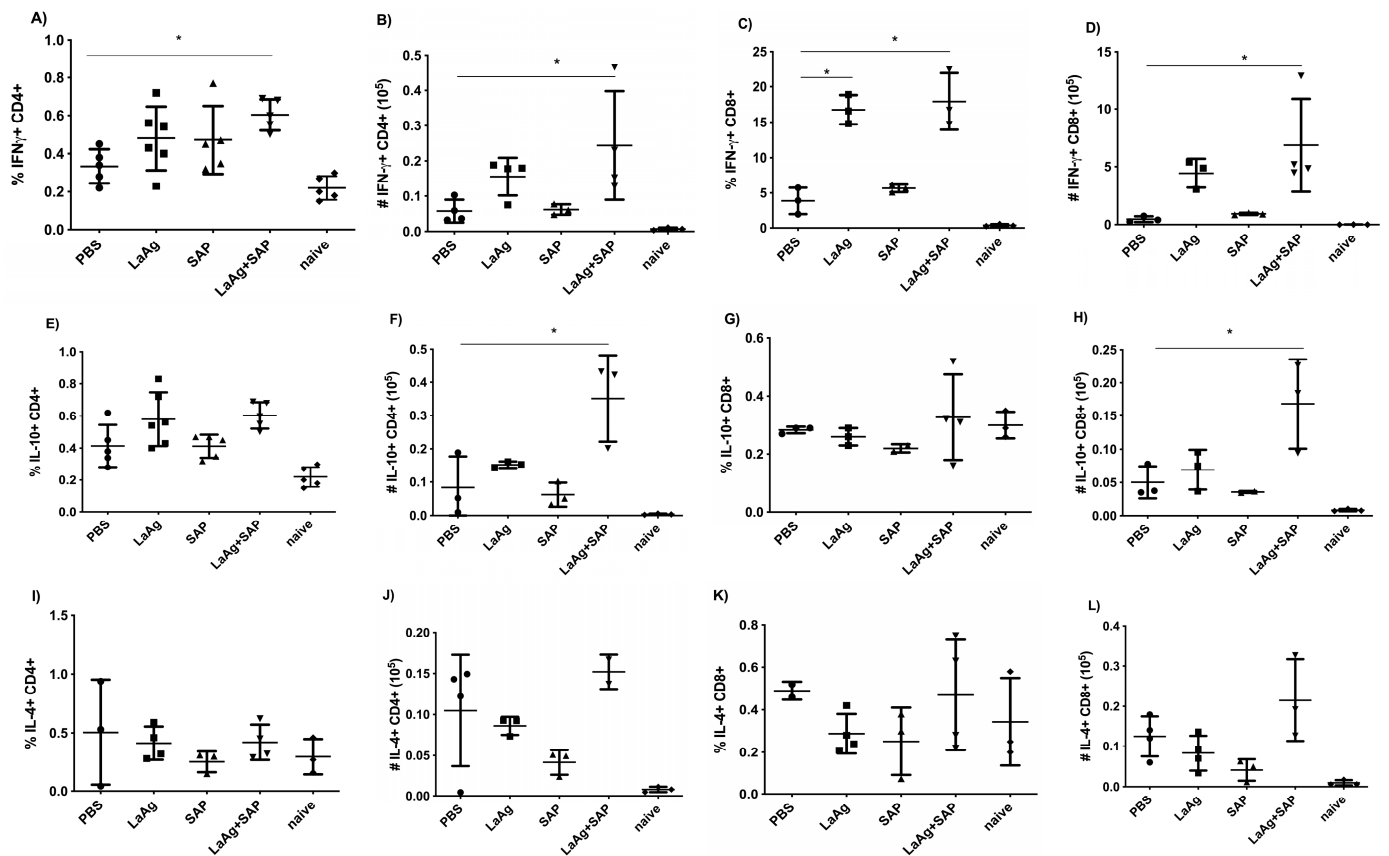 A)
*
% IFNγ+ CD4+
1.0
0.8
0.6
0.4
0.2
0.0
PBS
LaAg
SAP
LaAg+SAP
naive
B)
*
# IFN-γ+ CD4+ (10⁵)
0.5
0.4
0.3
0.2
0.1
0.0
PBS
LaAg
SAP
LaAg+SAP
naive
C)
*
*
% IFN-γ+ CD8+
25
20
15
10
5
0
PBS
LaAg
SAP
LaAg+SAP
naive
D)
*
# IFN-γ+ CD8+ (10⁵)
15
10
5
0
PBS
LaAg
SAP
LaAg+SAP
naive
E)
% IL-10+ CD4+
1.0
0.8
0.6
0.4
0.2
0.0
PBS
LaAg
SAP
LaAg+SAP
naive
F)
*
# IL-10+ CD4+ (10⁵)
0.5
0.4
0.3
0.2
0.1
0.0
PBS
LaAg
SAP
LaAg+SAP
naive
G)
% IL-10+ CD8+
0.6
0.4
0.2
0.0
PBS
LaAg
SAP
LaAg+SAP
naive
H)
*
# IL-10+ CD8+ (10⁵)
0.25
0.20
0.15
0.10
0.05
0.00
PBS
LaAg
SAP
LaAg+SAP
naive
I)
% IL-4+ CD4+
1.5
1.0
0.5
0.0
PBS
LaAg
SAP
LaAg+SAP
naive
J)
# IL-4+ CD4+ (10⁵)
0.20
0.15
0.10
0.05
0.00
PBS
LaAg
SAP
LaAg+SAP
naive
K)
% IL-4+ CD8+
0.8
0.6
0.4
0.2
0.0
PBS
LaAg
SAP
LaAg+SAP
naive
L)
# IL-4+ CD8+ (10⁵)
0.4
0.3
0.2
0.1
0.0
PBS
LaAg
SAP
LaAg+SAP
naive